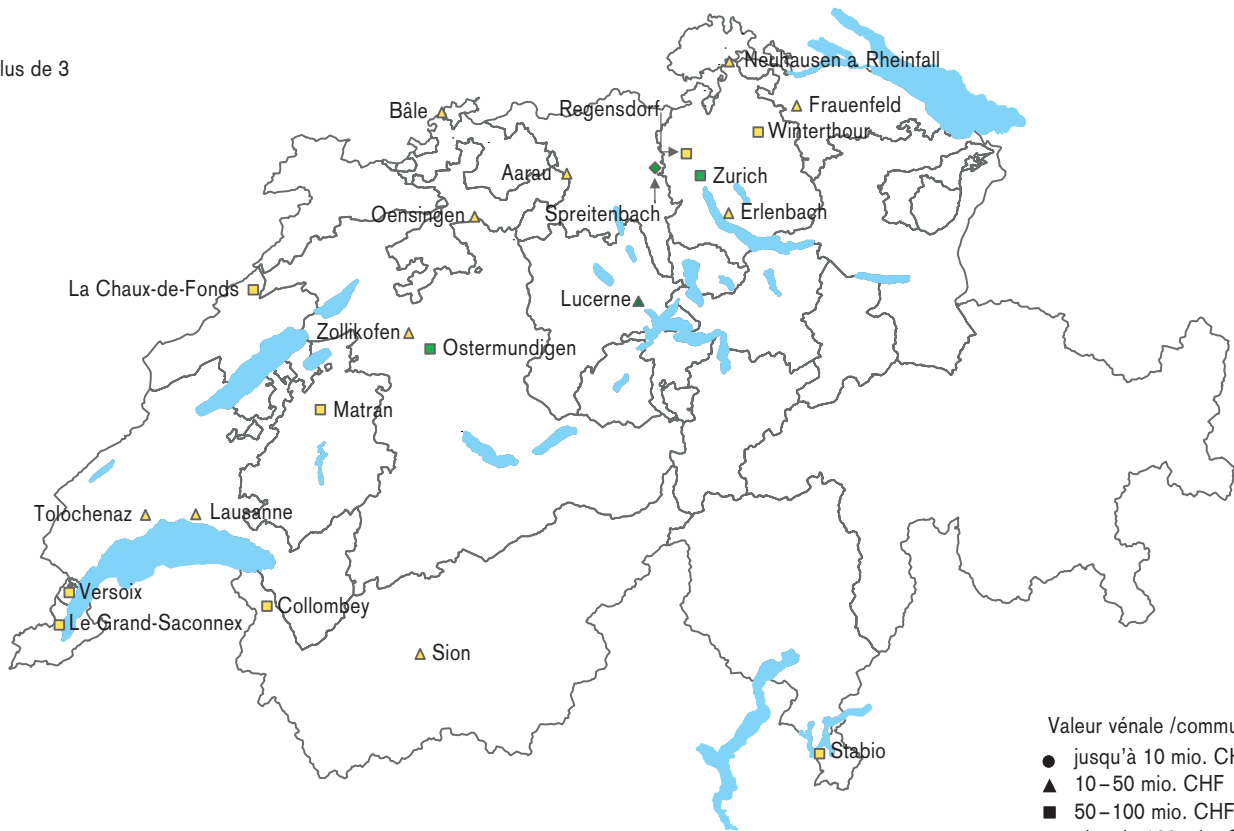 lus de 3
Neuhausen a Rheinfall
Bâle
Regensdorf
Frauenfeld
Winterthour
Aarau
Zurich
Oensingen
Spreitenbach
Erlenbach
La Chaux-de-Fonds
Lucerne
Zollikofen
Ostermundigen
Matran
Tolochenaz
Lausanne
Versoix
Collombey
Le Grand-Saconnex
Sion
Stabio
Valeur vénale /commu
jusqu'à 10 mio. CH
10–50 mio. CHF
50–100 mio. CHF